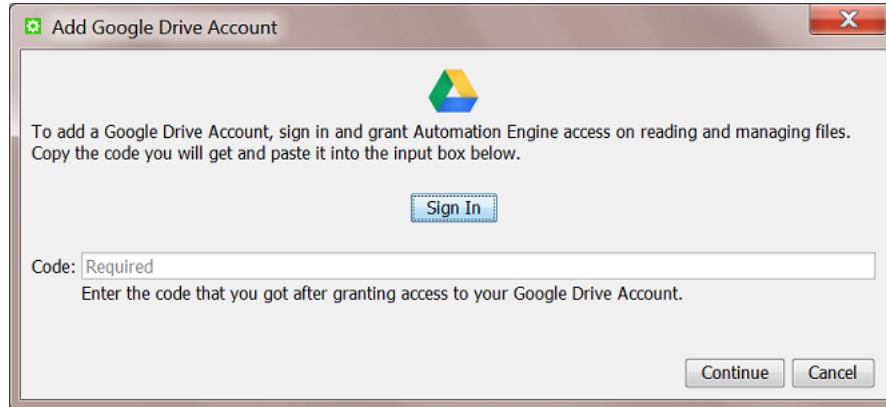 Add Google Drive Account
To add a Google Drive Account, sign in and grant Automation Engine access on reading and managing files.
Copy the code you will get and paste it into the input box below.
Sign In
Code: Required
Enter the code that you got after granting access to your Google Drive Account.
Continue Cancel